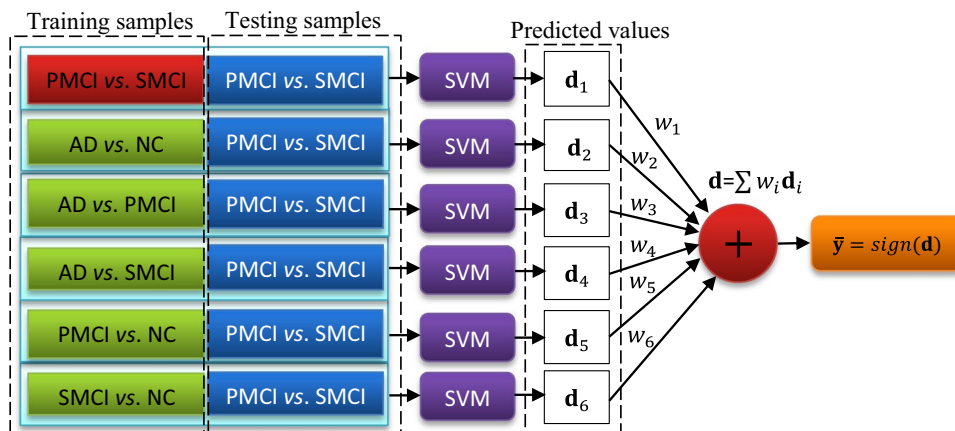 Training samples
Testing samples
Predicted values
PMCI vs. SMCI
PMCI vs. SMCI
SVM
d1
w1
AD vs. NC
PMCI vs. SMCI
SVM
d2
w2
d=∑ wᵢdᵢ
AD vs. PMCI
PMCI vs. SMCI
SVM
d3
w3
+
ȳ = sign(d)
AD vs. SMCI
PMCI vs. SMCI
SVM
d4
w4
PMCI vs. NC
PMCI vs. SMCI
SVM
d5
w5
SMCI vs. NC
PMCI vs. SMCI
SVM
d6
w6